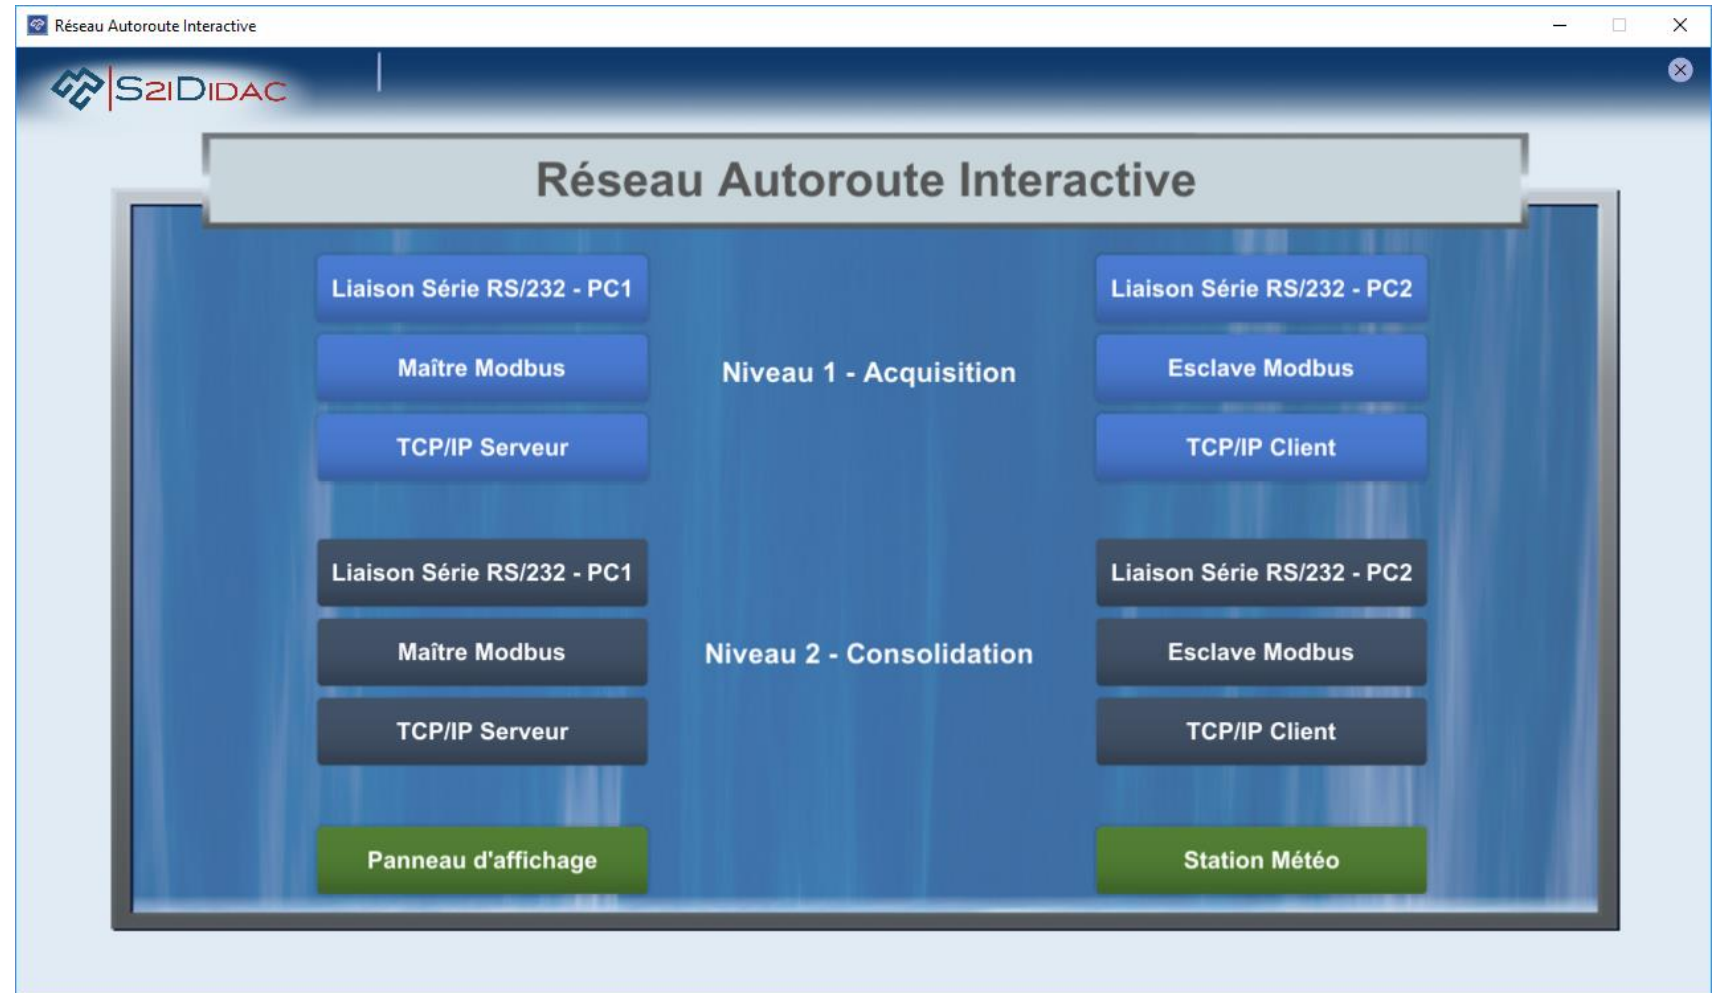 Réseau Autoroute Interactive
S2IDIDAC
Réseau Autoroute Interactive
Liaison Série RS/232 - PC1
Liaison Série RS/232 - PC2
Maître Modbus
Niveau 1 - Acquisition
Esclave Modbus
TCP/IP Serveur
TCP/IP Client
Liaison Série RS/232 - PC1
Liaison Série RS/232 - PC2
Maître Modbus
Niveau 2 - Consolidation
Esclave Modbus
TCP/IP Serveur
TCP/IP Client
Panneau d'affichage
Station Météo